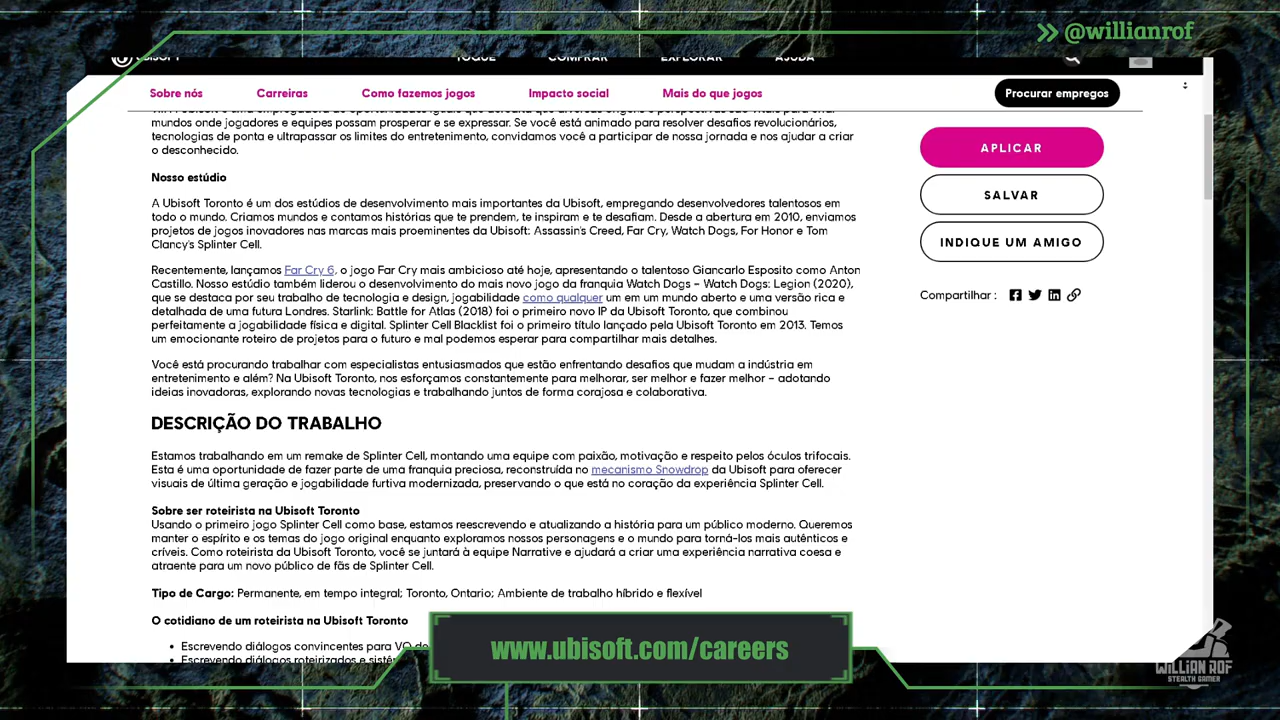 @willianrof
UBISOFT TOQUE COMPRAR EXPLORAR AJUDA
Sobre nós Carreiras Como fazemos jogos Impacto social Mais do que jogos Procurar empregos
mundos onde jogadores e equipes possam prosperar e se expressar. Se você está animado para resolver desafios revolucionários,
tecnologias de ponta e ultrapassar os limites do entretenimento, convidamos você a participar de nossa jornada e nos ajudar a criar
o desconhecido.
APLICAR
SALVAR
INDIQUE UM AMIGO
Compartilhar :
Nosso estúdio
A Ubisoft Toronto é um dos estúdios de desenvolvimento mais importantes da Ubisoft, empregando desenvolvedores talentosos em
todo o mundo. Criamos mundos e contamos histórias que te prendem, te inspiram e te desafiam. Desde a abertura em 2010, enviamos
projetos de jogos inovadores nas marcas mais proeminentes da Ubisoft: Assassin's Creed, Far Cry, Watch Dogs, For Honor e Tom
Clancy's Splinter Cell.
Recentemente, lançamos Far Cry 6, o jogo Far Cry mais ambicioso até hoje, apresentando o talentoso Giancarlo Esposito como Anton
Castillo. Nosso estúdio também liderou o desenvolvimento do mais novo jogo da franquia Watch Dogs – Watch Dogs: Legion (2020),
que se destaca por seu trabalho de tecnologia e design, jogabilidade como qualquer um em um mundo aberto e uma versão rica e
detalhada de uma futura Londres. Starlink: Battle for Atlas (2018) foi o primeiro novo IP da Ubisoft Toronto, que combinou
perfeitamente a jogabilidade física e digital. Splinter Cell Blacklist foi o primeiro título lançado pela Ubisoft Toronto em 2013. Temos
um emocionante roteiro de projetos para o futuro e mal podemos esperar para compartilhar mais detalhes.
Você está procurando trabalhar com especialistas entusiasmados que estão enfrentando desafios que mudam a indústria em
entretenimento e além? Na Ubisoft Toronto, nos esforçamos constantemente para melhorar, ser melhor e fazer melhor – adotando
ideias inovadoras, explorando novas tecnologias e trabalhando juntos de forma corajosa e colaborativa.
DESCRIÇÃO DO TRABALHO
Estamos trabalhando em um remake de Splinter Cell, montando uma equipe com paixão, motivação e respeito pelos óculos trifocais.
Esta é uma oportunidade de fazer parte de uma franquia preciosa, reconstruída no mecanismo Snowdrop da Ubisoft para oferecer
visuais de última geração e jogabilidade furtiva modernizada, preservando o que está no coração da experiência Splinter Cell.
Sobre ser roteirista na Ubisoft Toronto
Usando o primeiro jogo Splinter Cell como base, estamos reescrevendo e atualizando a história para um público moderno. Queremos
manter o espírito e os temas do jogo original enquanto exploramos nossos personagens e o mundo para torná-los mais autênticos e
críveis. Como roteirista da Ubisoft Toronto, você se juntará à equipe Narrative e ajudará a criar uma experiência narrativa coesa e
atraente para um novo público de fãs de Splinter Cell.
Tipo de Cargo: Permanente, em tempo integral; Toronto, Ontario; Ambiente de trabalho híbrido e flexível
O cotidiano de um roteirista na Ubisoft Toronto
• Escrevendo diálogos convincentes para VO
• Escrevendo diálogos roteirizados e
www.ubisoft.com/careers
WILLIAN ROF
STEALTH GAMER